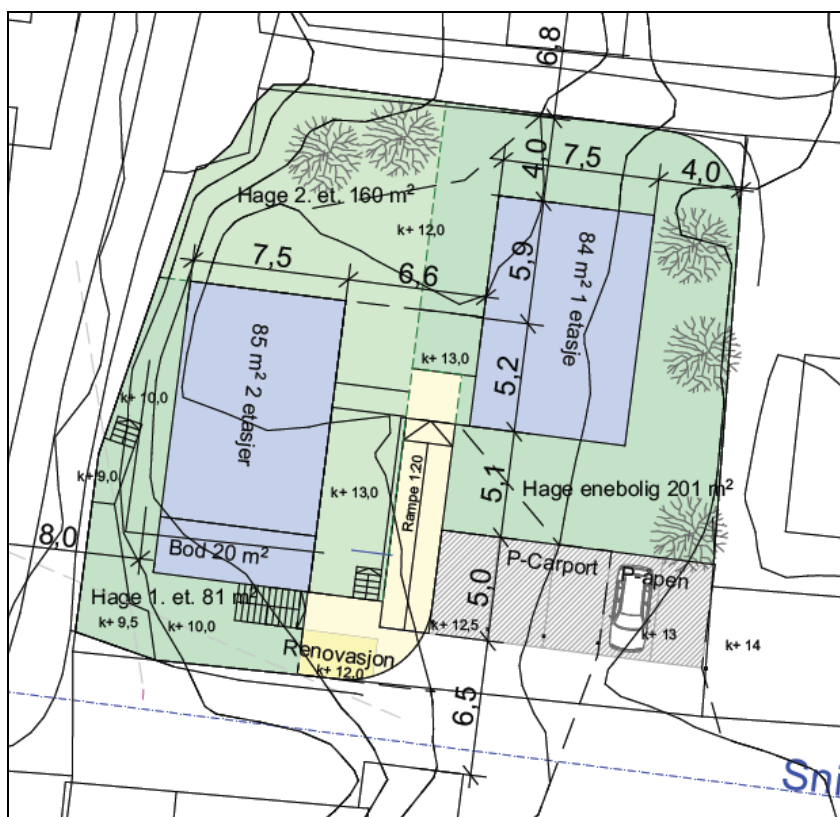 6,8
4,0
7,5
4,0
Hage 2. et. 160 m²
k+ 12,0
7,5
6,6
5,9
84 m² 1 etasje
k+ 13,0
5,2
85 m² 2 etasjer
k+ 10,0
k+ 9,0
k+ 13,0
Rampe 1:20
5,1
Hage enebolig 201 m²
8,0
Bod 20 m²
P-Carport
P-åpen
5,0
Hage 1. et. 81 m²
k+ 9,5
k+ 10,0
k+ 12,5
k+ 13
k+ 14
Renovasjon
k+ 12,0
6,5
Sni